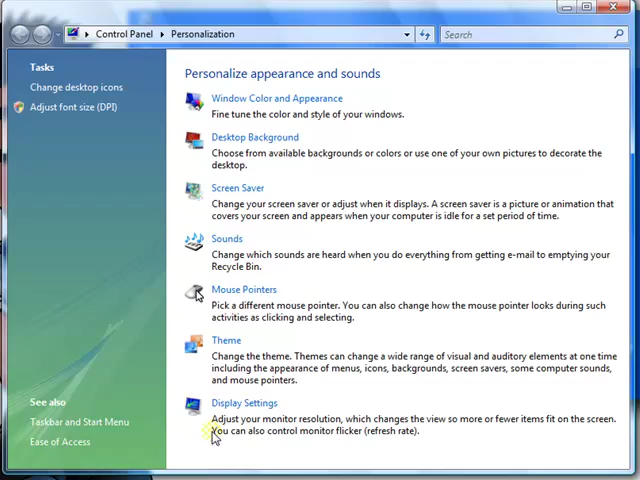 Control Panel Personalization
Search
Tasks
Change desktop icons
Adjust font size (DPI)
Personalize appearance and sounds
Window Color and Appearance
Fine tune the color and style of your windows.
Desktop Background
Choose from available backgrounds or colors or use one of your own pictures to decorate the
desktop.
Screen Saver
Change your screen saver or adjust when it displays. A screen saver is a picture or animation that
covers your screen and appears when your computer is idle for a set period of time.
Sounds
Change which sounds are heard when you do everything from getting e-mail to emptying your
Recycle Bin.
Mouse Pointers
Pick a different mouse pointer. You can also change how the mouse pointer looks during such
activities as clicking and selecting.
Theme
Change the theme. Themes can change a wide range of visual and auditory elements at one time
including the appearance of menus, icons, backgrounds, screen savers, some computer sounds,
and mouse pointers.
Display Settings
Adjust your monitor resolution, which changes the view so more or fewer items fit on the screen.
You can also control monitor flicker (refresh rate).
See also
Taskbar and Start Menu
Ease of Access